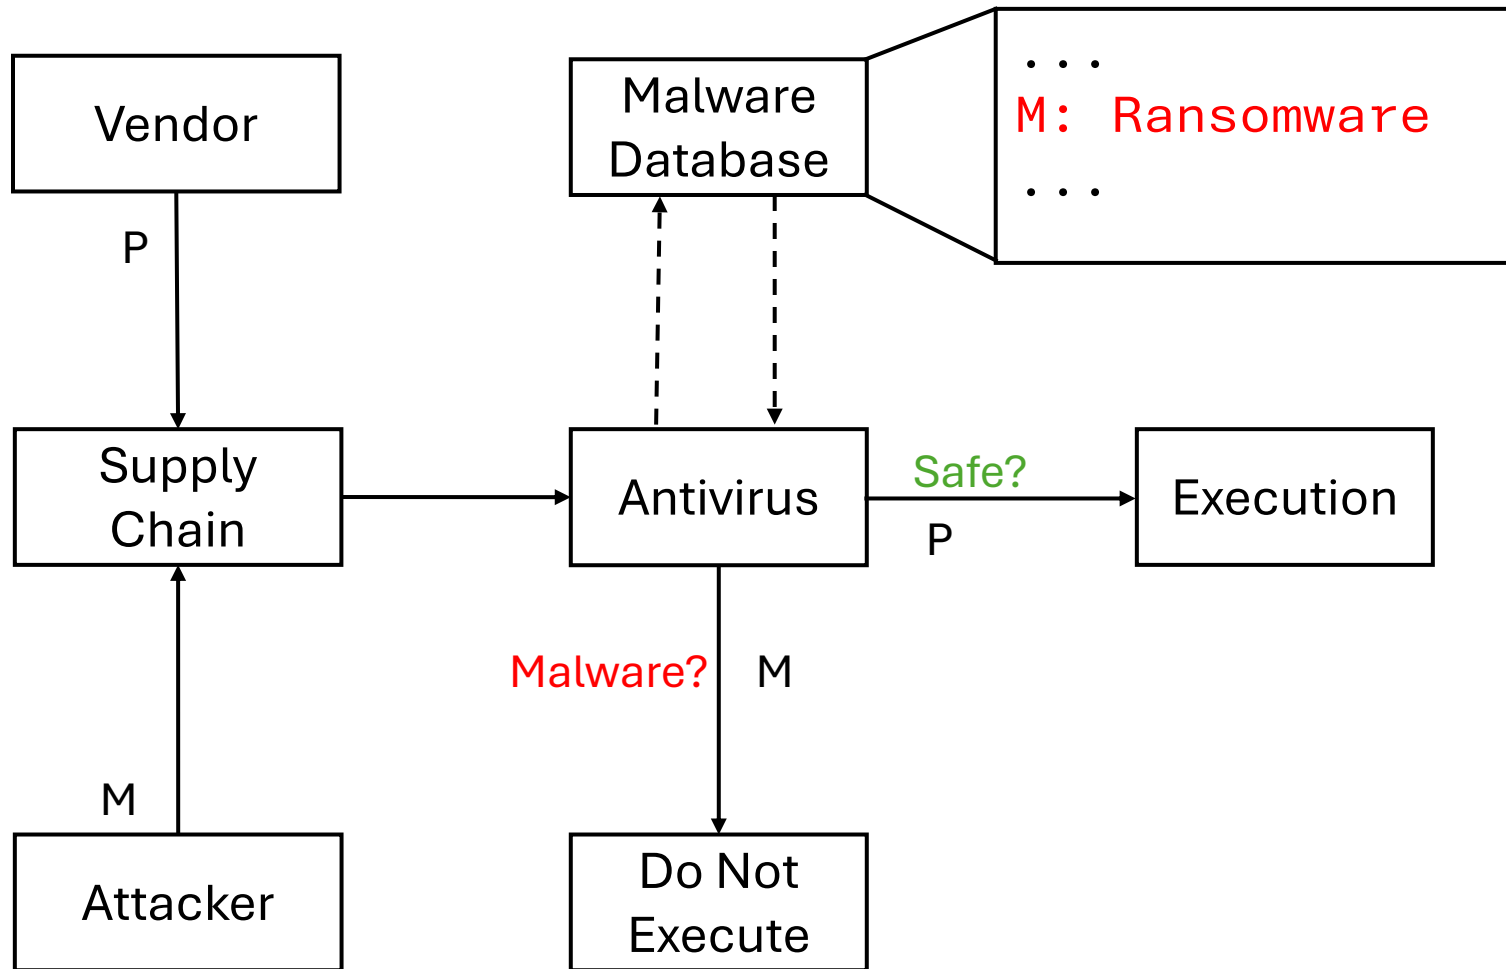 Vendor
Malware
Database
...
M: Ransomware
...
P
Supply
Chain
Antivirus
Safe?
P
Execution
Malware?
M
M
Attacker
Do Not
Execute